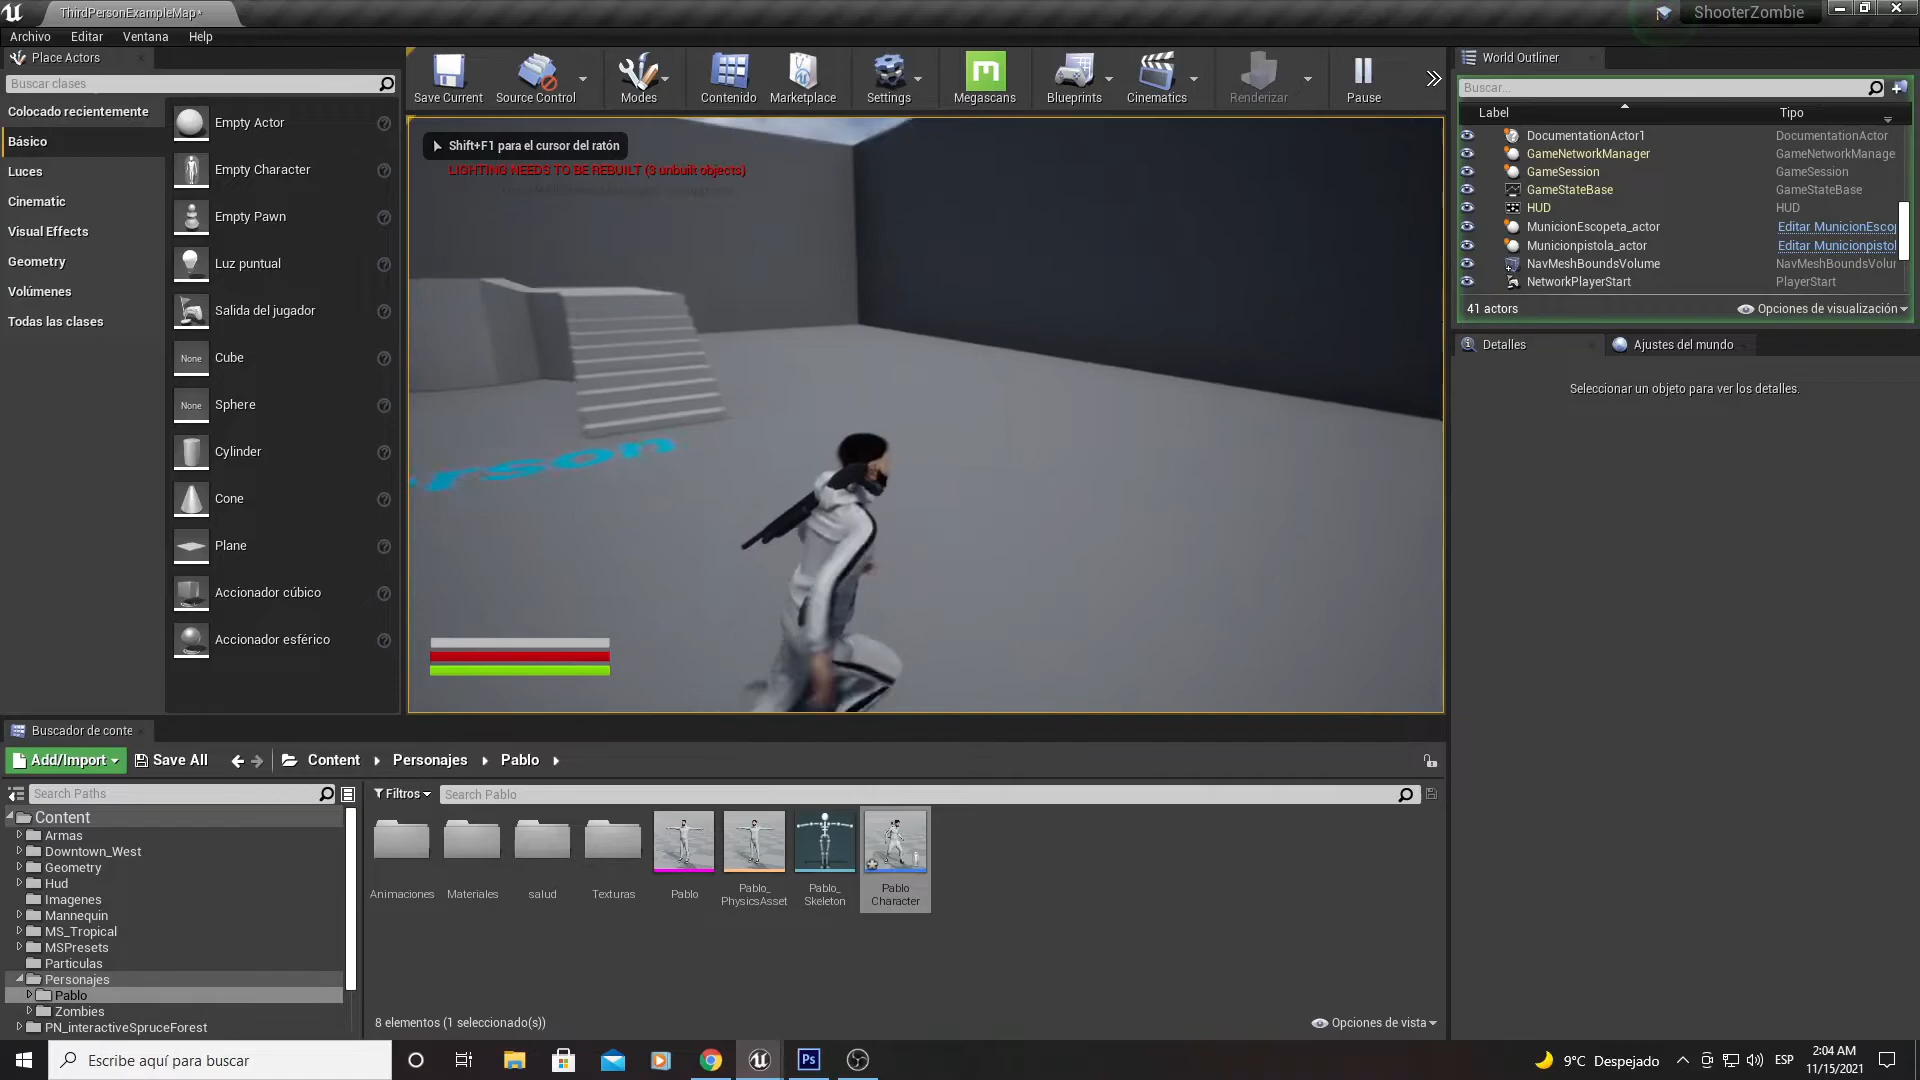 ThirdPersonExampleMap*
ShooterZombie
Archivo
Editar
Ventana
Help
Place Actors
Buscar clases
Colocado recientemente
Básico
Luces
Cinematic
Visual Effects
Geometry
Volúmenes
Todas las clases
Empty Actor
Empty Character
Empty Pawn
Luz puntual
Salida del jugador
None
Cube
None
Sphere
Cylinder
Cone
Plane
Accionador cúbico
Accionador esférico
Save Current
Source Control
Modes
Contenido
Marketplace
Settings
Megascans
Blueprints
Cinematics
Renderizar
Pause
Shift+F1 para el cursor del ratón
LIGHTING NEEDS TO BE REBUILT (3 unbuilt objects)
rson
World Outliner
Buscar...
Label Tipo
DocumentationActor1 DocumentationActor
GameNetworkManager GameNetworkManage
GameSession GameSession
GameStateBase GameStateBase
HUD HUD
MunicionEscopeta_actor Editar MunicionEscop
Municionpistola_actor Editar Municionpistol
NavMeshBoundsVolume NavMeshBoundsVolur
NetworkPlayerStart PlayerStart
41 actors
Opciones de visualización
Detalles
Ajustes del mundo
Seleccionar un objeto para ver los detalles.
Buscador de conte
Add/Import
Save All
Content
Personajes
Pablo
Search Paths
Filtros
Search Pablo
Content
Armas
Downtown_West
Geometry
Hud
Imagenes
Mannequin
MS_Tropical
MSPresets
Particulas
Personajes
Pablo
Zombies
PN_interactiveSpruceForest
Animaciones
Materiales
salud
Texturas
Pablo
Pablo_
PhysicsAsset
Pablo_
Skeleton
Pablo
Character
8 elementos (1 seleccionado(s))
Opciones de vista
Escribe aquí para buscar
Ps
9°C Despejado
ESP
2:04 AM
11/15/2021